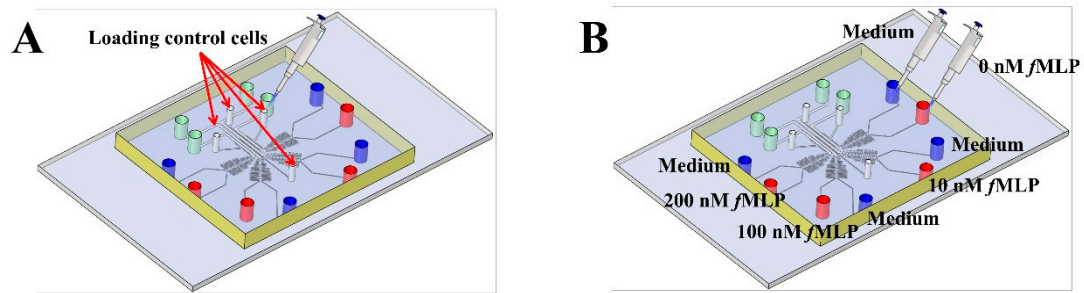 A
Loading control cells
B
Medium
0 nM fMLP
Medium
10 nM fMLP
Medium
200 nM fMLP
100 nM fMLP
Medium